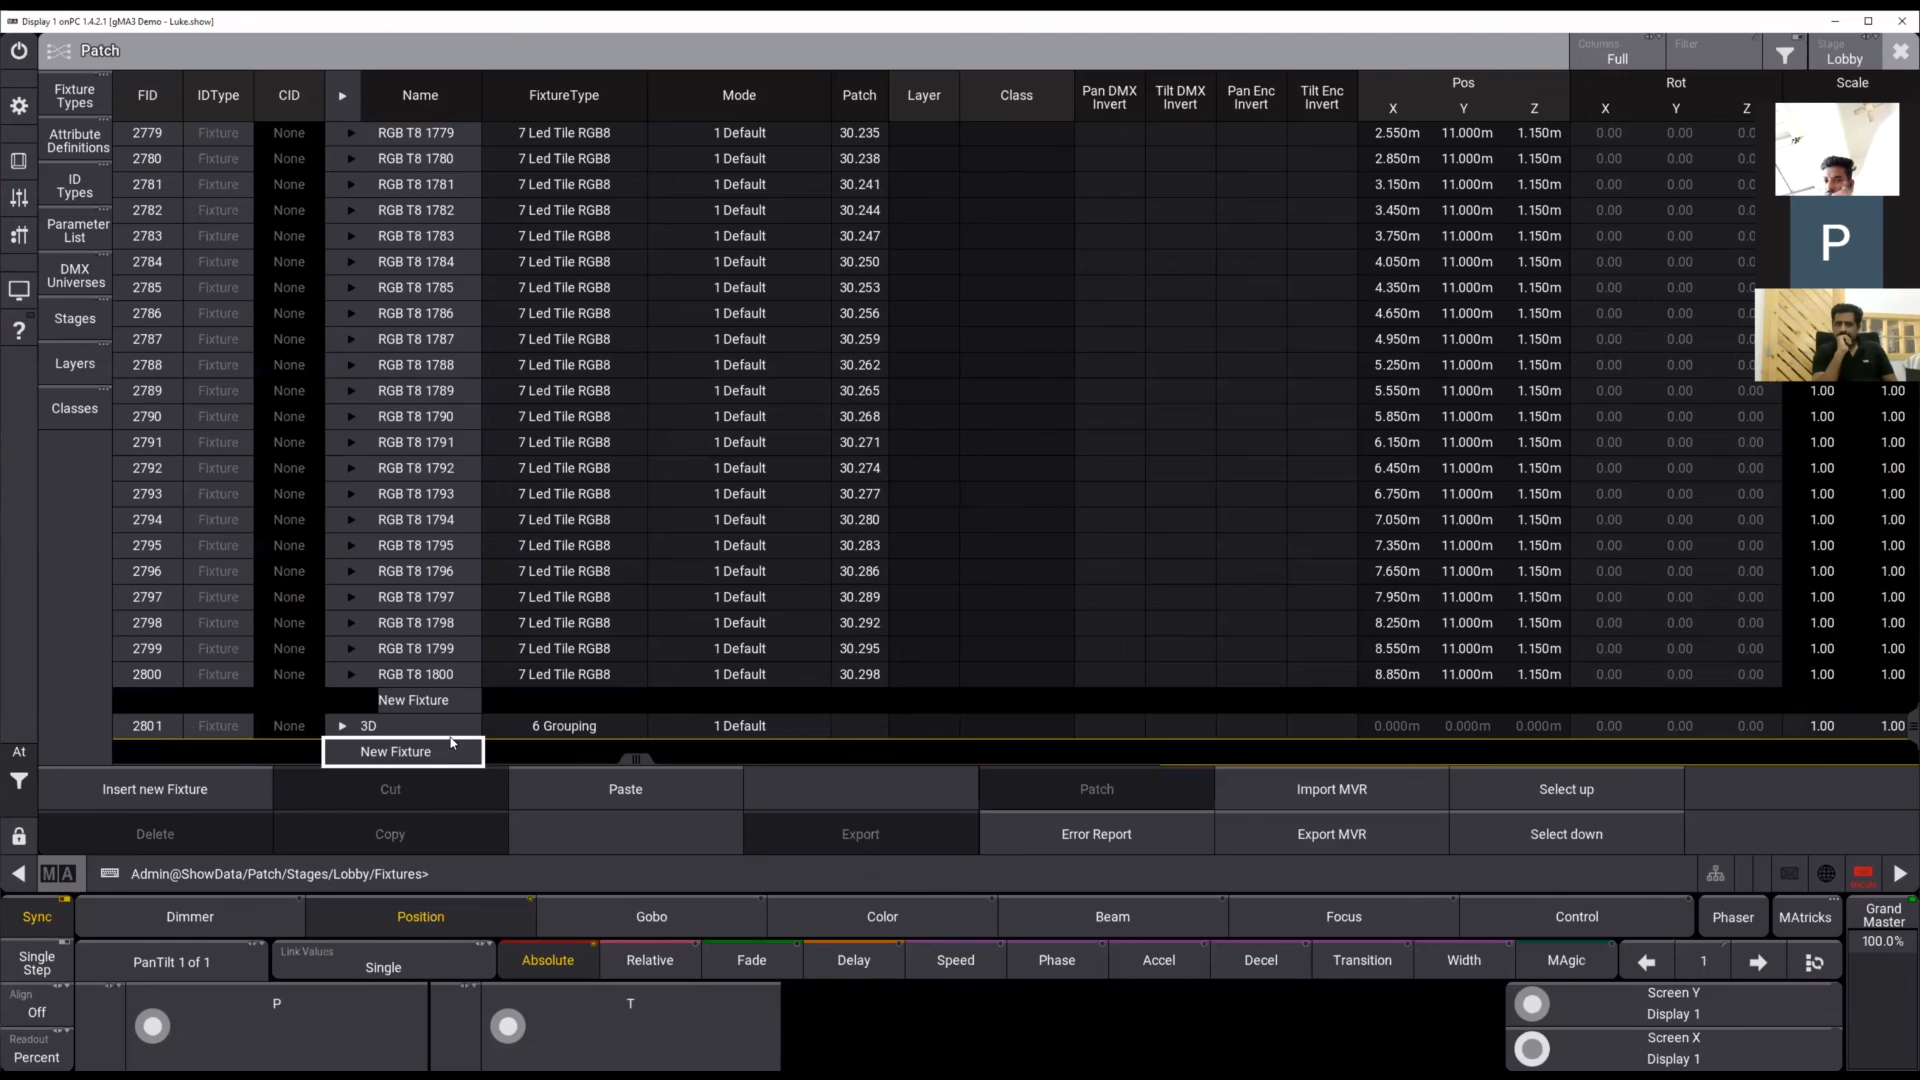 Display 1 onPC 1.4.2.1 [gMA3 Demo - Luke.show]
Patch
Columns Full
Filter
Stage Lobby
Fixture Types
Attribute Definitions
ID Types
Parameter List
DMX Universes
Stages
Layers
Classes
FID IDType CID Name FixtureType Mode Patch Layer Class Pan DMX Invert Tilt DMX Invert Pan Enc Invert Tilt Enc Invert Pos X Y Z Rot X Y Z Scale
2779 Fixture None RGB T8 1779 7 Led Tile RGB8 1 Default 30.235 2.550m 11.000m 1.150m 0.00 0.00 0.0
2780 Fixture None RGB T8 1780 7 Led Tile RGB8 1 Default 30.238 2.850m 11.000m 1.150m 0.00 0.00 0.0
2781 Fixture None RGB T8 1781 7 Led Tile RGB8 1 Default 30.241 3.150m 11.000m 1.150m 0.00 0.00 0.0
2782 Fixture None RGB T8 1782 7 Led Tile RGB8 1 Default 30.244 3.450m 11.000m 1.150m 0.00 0.00 0.0
2783 Fixture None RGB T8 1783 7 Led Tile RGB8 1 Default 30.247 3.750m 11.000m 1.150m 0.00 0.00 0.0
2784 Fixture None RGB T8 1784 7 Led Tile RGB8 1 Default 30.250 4.050m 11.000m 1.150m 0.00 0.00 0.0
2785 Fixture None RGB T8 1785 7 Led Tile RGB8 1 Default 30.253 4.350m 11.000m 1.150m 0.00 0.00 0.0
2786 Fixture None RGB T8 1786 7 Led Tile RGB8 1 Default 30.256 4.650m 11.000m 1.150m 0.00 0.00 0.0
2787 Fixture None RGB T8 1787 7 Led Tile RGB8 1 Default 30.259 4.950m 11.000m 1.150m 0.00 0.00 0.0
2788 Fixture None RGB T8 1788 7 Led Tile RGB8 1 Default 30.262 5.250m 11.000m 1.150m 0.00 0.00 0.0
2789 Fixture None RGB T8 1789 7 Led Tile RGB8 1 Default 30.265 5.550m 11.000m 1.150m 0.00 0.00 0.00 1.00 1.00
2790 Fixture None RGB T8 1790 7 Led Tile RGB8 1 Default 30.268 5.850m 11.000m 1.150m 0.00 0.00 0.00 1.00 1.00
2791 Fixture None RGB T8 1791 7 Led Tile RGB8 1 Default 30.271 6.150m 11.000m 1.150m 0.00 0.00 0.00 1.00 1.00
2792 Fixture None RGB T8 1792 7 Led Tile RGB8 1 Default 30.274 6.450m 11.000m 1.150m 0.00 0.00 0.00 1.00 1.00
2793 Fixture None RGB T8 1793 7 Led Tile RGB8 1 Default 30.277 6.750m 11.000m 1.150m 0.00 0.00 0.00 1.00 1.00
2794 Fixture None RGB T8 1794 7 Led Tile RGB8 1 Default 30.280 7.050m 11.000m 1.150m 0.00 0.00 0.00 1.00 1.00
2795 Fixture None RGB T8 1795 7 Led Tile RGB8 1 Default 30.283 7.350m 11.000m 1.150m 0.00 0.00 0.00 1.00 1.00
2796 Fixture None RGB T8 1796 7 Led Tile RGB8 1 Default 30.286 7.650m 11.000m 1.150m 0.00 0.00 0.00 1.00 1.00
2797 Fixture None RGB T8 1797 7 Led Tile RGB8 1 Default 30.289 7.950m 11.000m 1.150m 0.00 0.00 0.00 1.00 1.00
2798 Fixture None RGB T8 1798 7 Led Tile RGB8 1 Default 30.292 8.250m 11.000m 1.150m 0.00 0.00 0.00 1.00 1.00
2799 Fixture None RGB T8 1799 7 Led Tile RGB8 1 Default 30.295 8.550m 11.000m 1.150m 0.00 0.00 0.00 1.00 1.00
2800 Fixture None RGB T8 1800 7 Led Tile RGB8 1 Default 30.298 8.850m 11.000m 1.150m 0.00 0.00 0.00 1.00 1.00
New Fixture
2801 Fixture None 3D 6 Grouping 1 Default 0.000m 0.000m 0.000m 0.00 0.00 0.00 1.00 1.00
New Fixture
P
?
At
Insert new Fixture Cut Paste Patch Import MVR Select up
Delete Copy Export Error Report Export MVR Select down
MA Admin@ShowData/Patch/Stages/Lobby/Fixtures>
Sync Dimmer Position Gobo Color Beam Focus Control Phaser MAtricks Grand Master 100.0%
Single Step PanTilt 1 of 1 Link Values Single Absolute Relative Fade Delay Speed Phase Accel Decel Transition Width MAgic 1
Align Off P T Screen Y Display 1
Readout Percent Screen X Display 1